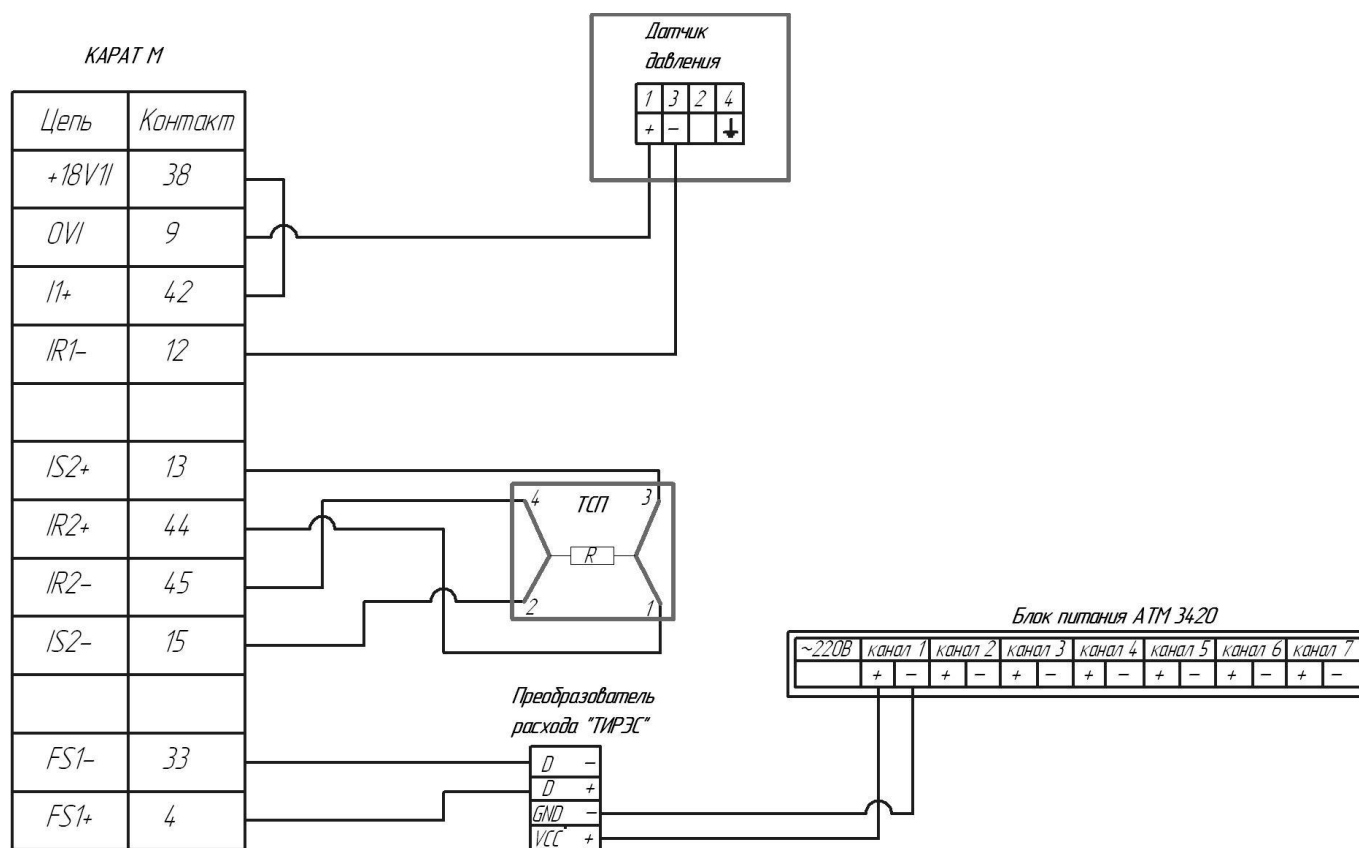 КАРАТ М
Цепь Контакт
+18V1I 38
0VI 9
I1+ 42
IR1- 12
IS2+ 13
IR2+ 44
IR2- 45
IS2- 15
FS1- 33
FS1+ 4
Датчик
давления
1 3 2 4
+ -
4 ТСП 3
R
2 1
Преобразователь
расхода "ТИРЭС"
D -
D +
GND -
VCC +
Блок питания АТМ 3420
~220В канал 1 канал 2 канал 3 канал 4 канал 5 канал 6 канал 7
+ - + - + - + - + - + - + -